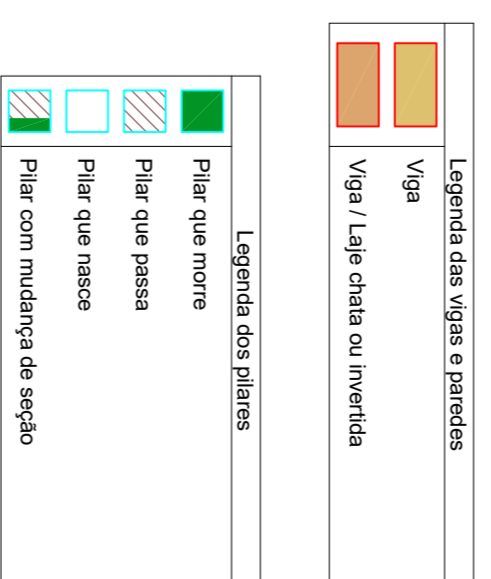 Legenda das vigas e paredes
Viga
Viga / Laje chata ou invertida
Legenda dos pilares
Pilar que morre
Pilar que passa
Pilar que nasce
Pilar com mudança de seção